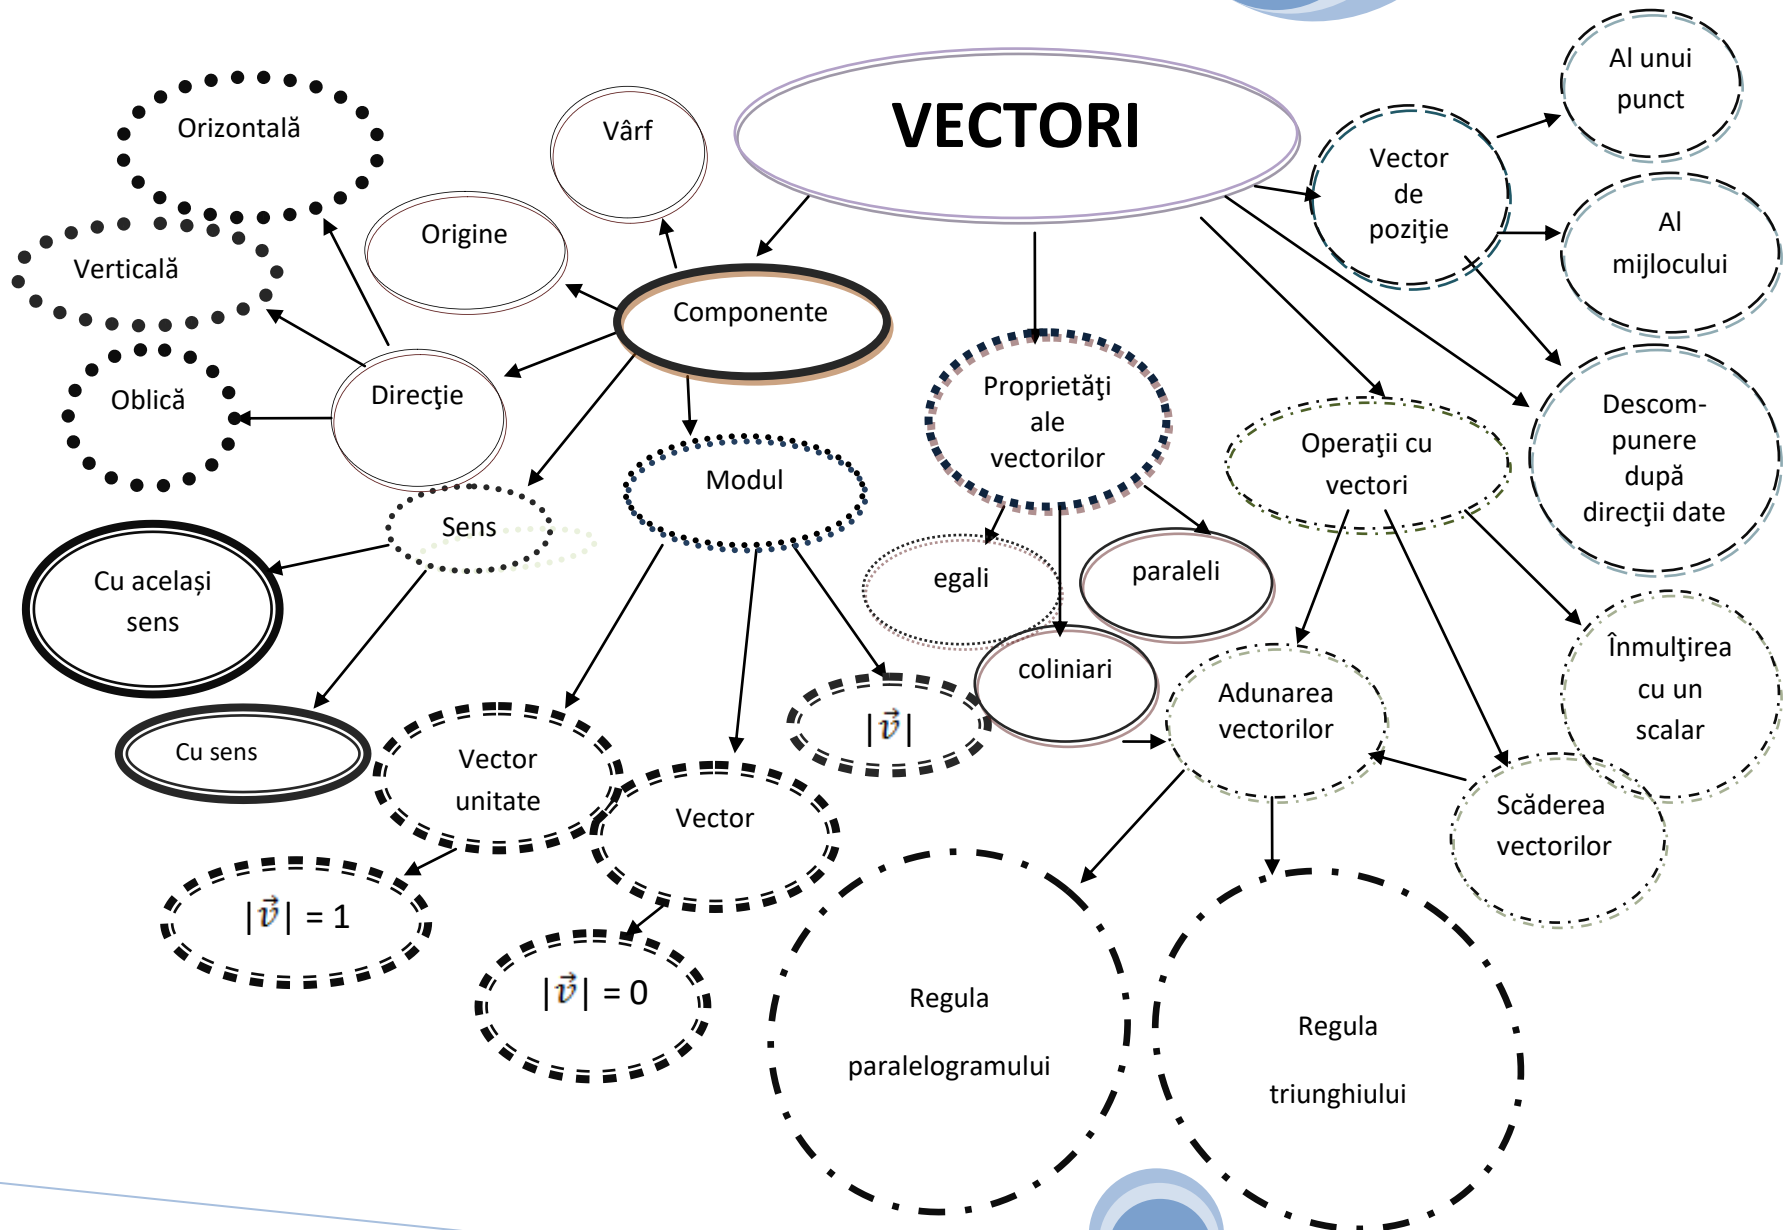 VECTORI
Al unui
punct
Orizontală
Vârf
Vector
de
poziţie
Origine
Al
mijlocului
Verticală
Componente
Oblică
Direcţie
Proprietăţi
ale
vectorilor
Operaţii cu
vectori
Descom-
punere
după
direcţii date
Modul
Sens
Cu același
sens
egali
paraleli
coliniari
Adunarea
vectorilor
Înmulţirea
cu un
scalar
|v⃗|
Cu sens
Vector
unitate
Vector
Scăderea
vectorilor
|v⃗| = 1
|v⃗| = 0
Regula
paralelogramului
Regula
triunghiului